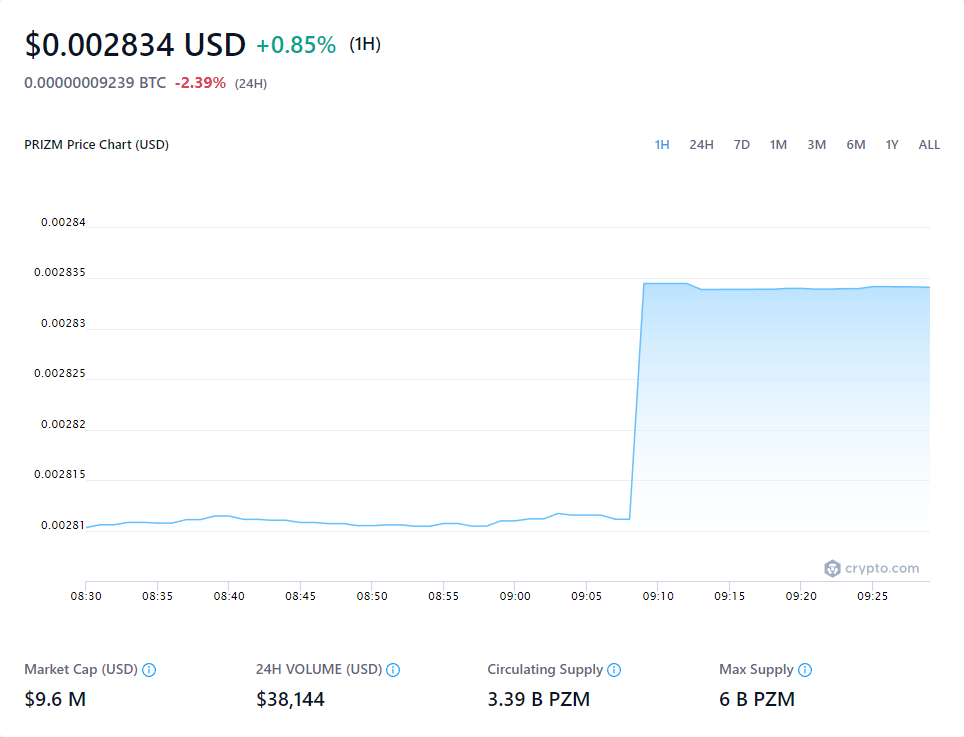 $0.002834 USD +0.85% (1H)
0.00000009239 BTC -2.39% (24H)
PRIZM Price Chart (USD) 1H 24H 7D 1M 3M 6M 1Y ALL
0.00284
0.002835
0.00283
0.002825
0.00282
0.002815
0.00281
crypto.com
08:30 08:35 08:40 08:45 08:50 08:55 09:00 09:05 09:10 09:15 09:20 09:25
Market Cap (USD) 24H VOLUME (USD) Circulating Supply Max Supply
$9.6 M $38,144 3.39 B PZM 6 B PZM